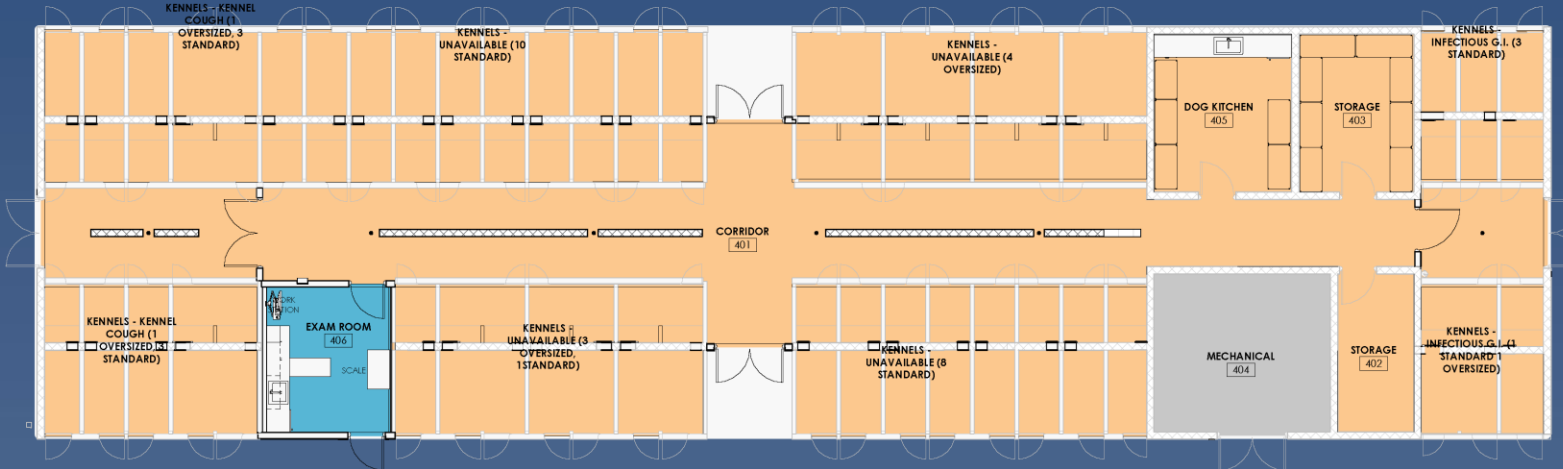 KENNELS - KENNEL
COUGH (1
OVERSIZED, 3
STANDARD)
KENNELS -
UNAVAILABLE (10
STANDARD)
KENNELS -
UNAVAILABLE (4
OVERSIZED)
KENNELS -
INFECTIOUS G.I. (3
STANDARD)
DOG KITCHEN
405
STORAGE
403
CORRIDOR
401
KENNELS - KENNEL
COUGH (1
OVERSIZED, 3
STANDARD)
WORK
STATION
EXAM ROOM
406
SCALE
KENNELS -
UNAVAILABLE (3
OVERSIZED,
1STANDARD)
KENNELS -
UNAVAILABLE (8
STANDARD)
MECHANICAL
404
STORAGE
402
KENNELS -
INFECTIOUS G.I. (1
STANDARD 1
OVERSIZED)